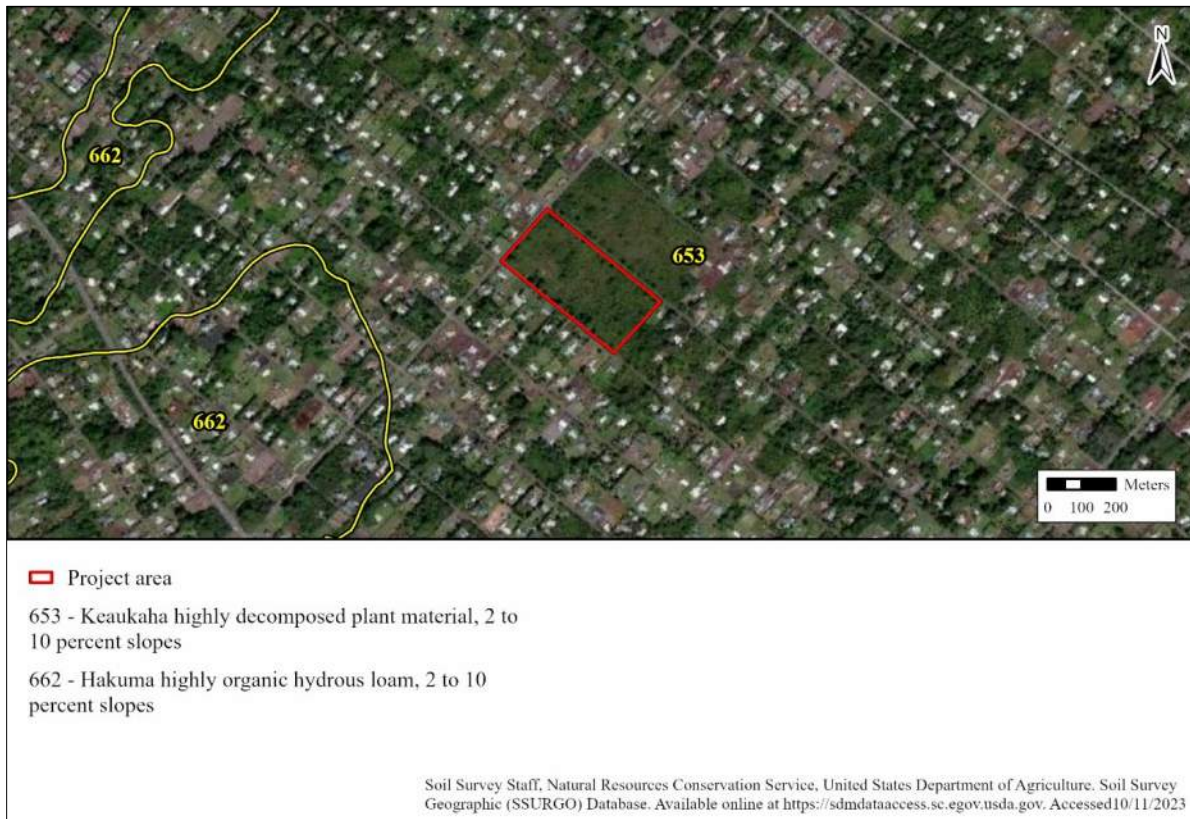 N
662
653
662
Meters
0 100 200
Project area
653 - Keaukaha highly decomposed plant material, 2 to
10 percent slopes
662 - Hakuma highly organic hydrous loam, 2 to 10
percent slopes
Soil Survey Staff, Natural Resources Conservation Service, United States Department of Agriculture. Soil Survey
Geographic (SSURGO) Database. Available online at https://sdmdataaccess.sc.egov.usda.gov. Accessed10/11/2023